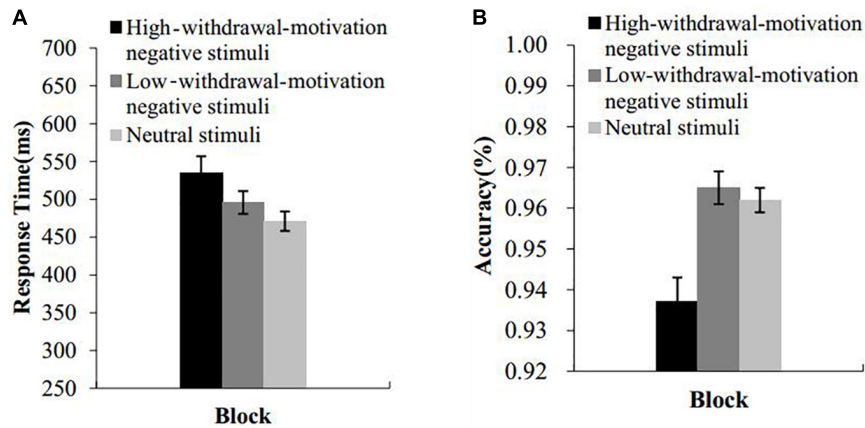 A
High-withdrawal-motivation
negative stimuli
Low-withdrawal-motivation
negative stimuli
Neutral stimuli
Response Time(ms)
700
650
600
550
500
450
400
350
300
250
Block
B
High-withdrawal-motivation
negative stimuli
Low-withdrawal-motivation
negative stimuli
Neutral stimuli
Accuracy(%)
1.00
0.99
0.98
0.97
0.96
0.95
0.94
0.93
0.92
Block